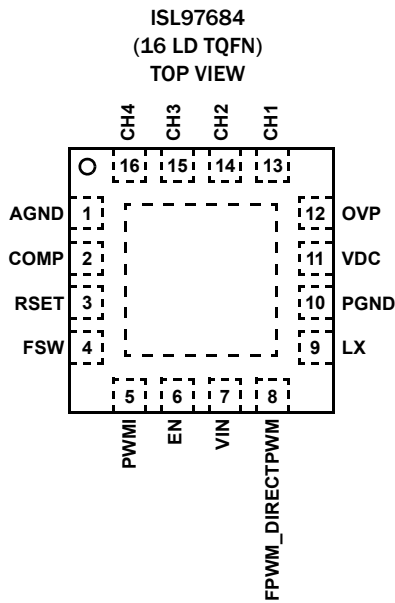 ISL97684
(16 LD TQFN)
TOP VIEW
CH4
CH3
CH2
CH1
16
15
14
13
AGND 1
12 OVP
COMP 2
11 VDC
RSET 3
10 PGND
FSW 4
9 LX
5
6
7
8
PWMI
EN
VIN
FPWM_DIRECTPWM